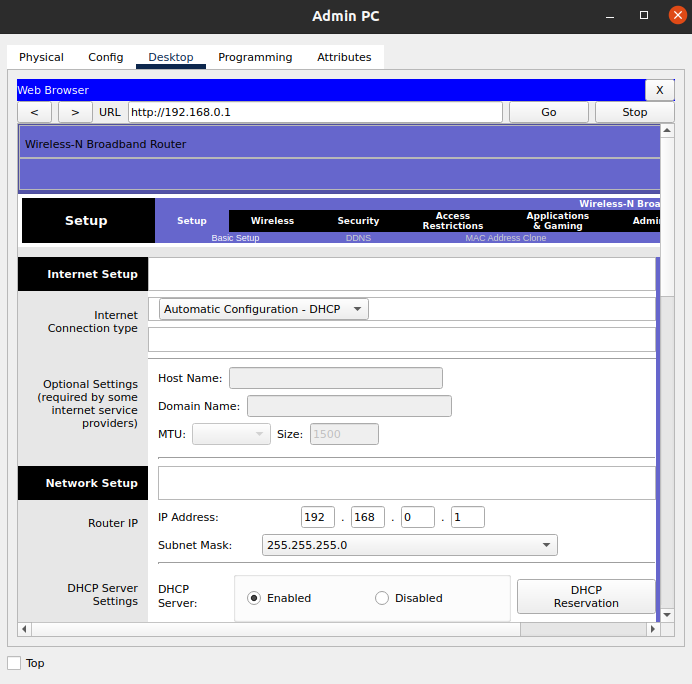 Admin PC
Physical Config Desktop Programming Attributes
Web Browser X
< > URL http://192.168.0.1 Go Stop
Wireless-N Broadband Router
Wireless-N Broa
Setup Setup Wireless Security Access Restrictions Applications & Gaming Admi
Basic Setup DDNS MAC Address Clone
Internet Setup
Internet
Connection type
Automatic Configuration - DHCP
Optional Settings
(required by some
internet service
providers)
Host Name:
Domain Name:
MTU: Size: 1500
Network Setup
Router IP
IP Address: 192 . 168 . 0 . 1
Subnet Mask: 255.255.255.0
DHCP Server
Settings
DHCP
Server:
Enabled Disabled
DHCP
Reservation
Top